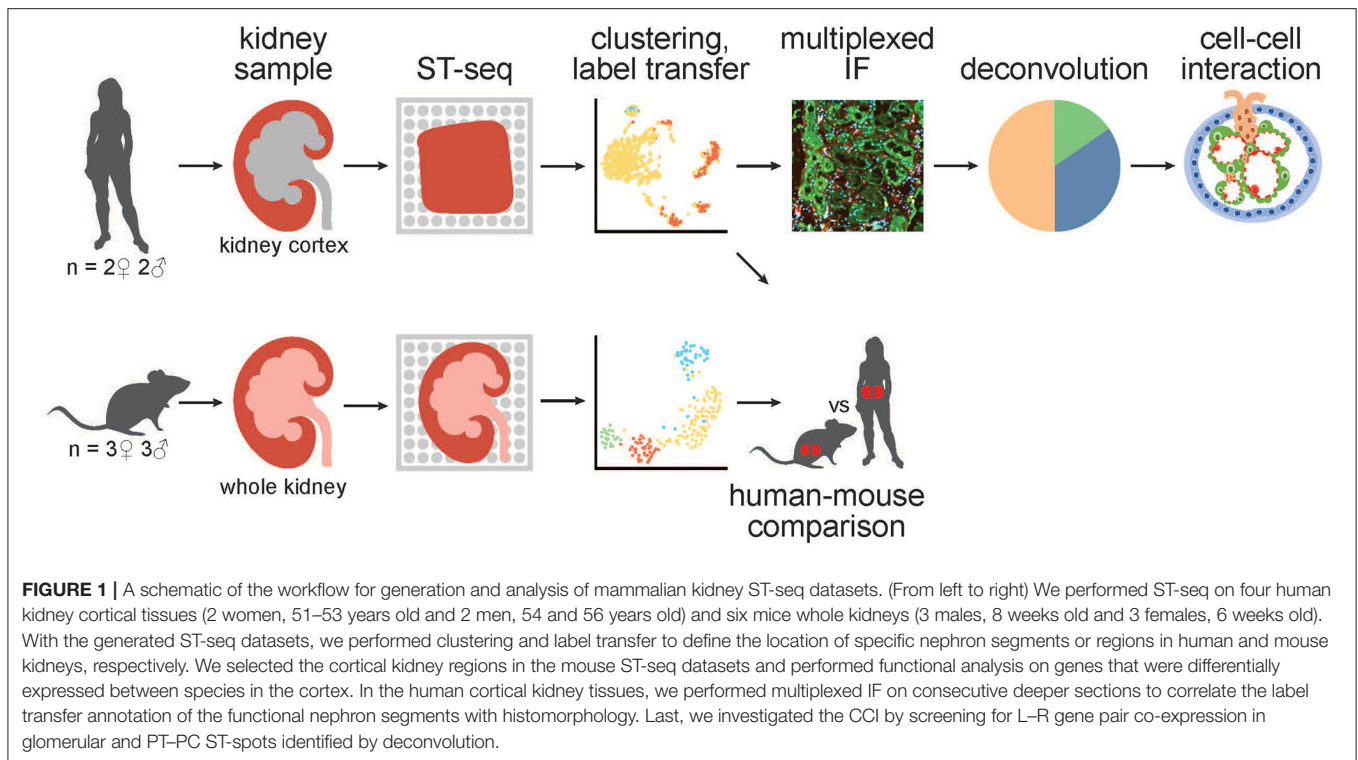 kidney
sample
ST-seq
clustering,
label transfer
multiplexed
IF
deconvolution
cell-cell
interaction
kidney cortex
n = 2♀ 2♂
vs
n = 3♀ 3♂
whole kidney
human-mouse
comparison
FIGURE 1 | A schematic of the workflow for generation and analysis of mammalian kidney ST-seq datasets. (From left to right) We performed ST-seq on four human
kidney cortical tissues (2 women, 51–53 years old and 2 men, 54 and 56 years old) and six mice whole kidneys (3 males, 8 weeks old and 3 females, 6 weeks old).
With the generated ST-seq datasets, we performed clustering and label transfer to define the location of specific nephron segments or regions in human and mouse
kidneys, respectively. We selected the cortical kidney regions in the mouse ST-seq datasets and performed functional analysis on genes that were differentially
expressed between species in the cortex. In the human cortical kidney tissues, we performed multiplexed IF on consecutive deeper sections to correlate the label
transfer annotation of the functional nephron segments with histomorphology. Last, we investigated the CCI by screening for L–R gene pair co-expression in
glomerular and PT–PC ST-spots identified by deconvolution.